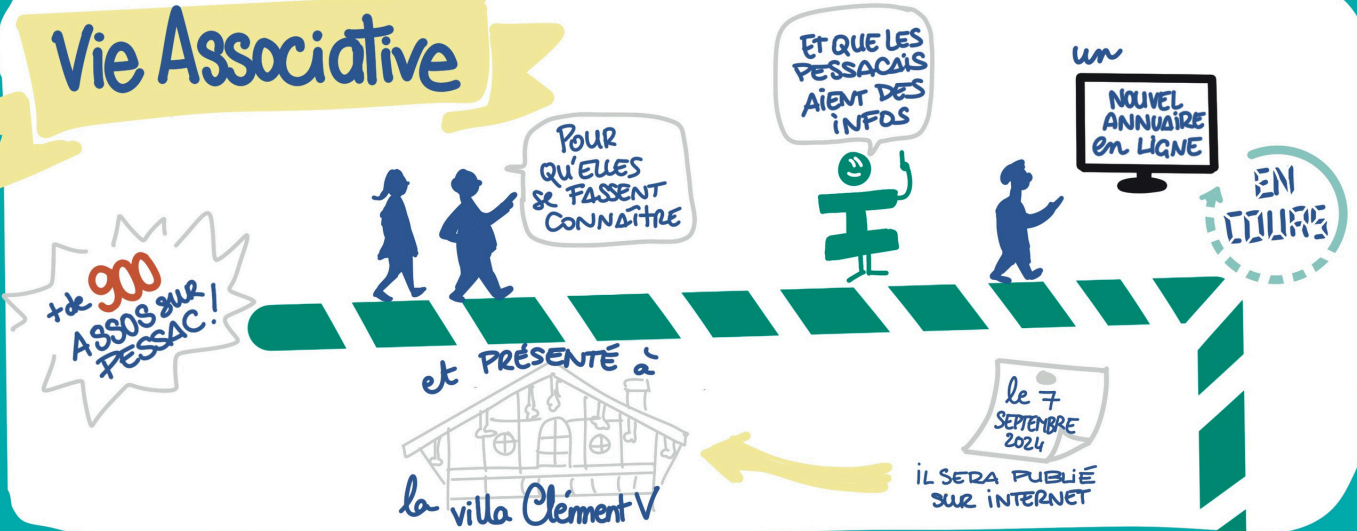 Vie Associative
+ de 900
ASSOS SUR
PESSAC !
POUR
QU'ELLES
se FASSENT
CONNAÎTRE
ET QUE LES
PESSACAIS
AIENT DES
INFOS
un
NOUVEL
ANNUAIRE
en LIGNE
EN
COURS
le 7
SEPTEMBRE
2024
IL SERA PUBLIÉ
SUR INTERNET
et PRÉSENTÉ à
la villa Clément V